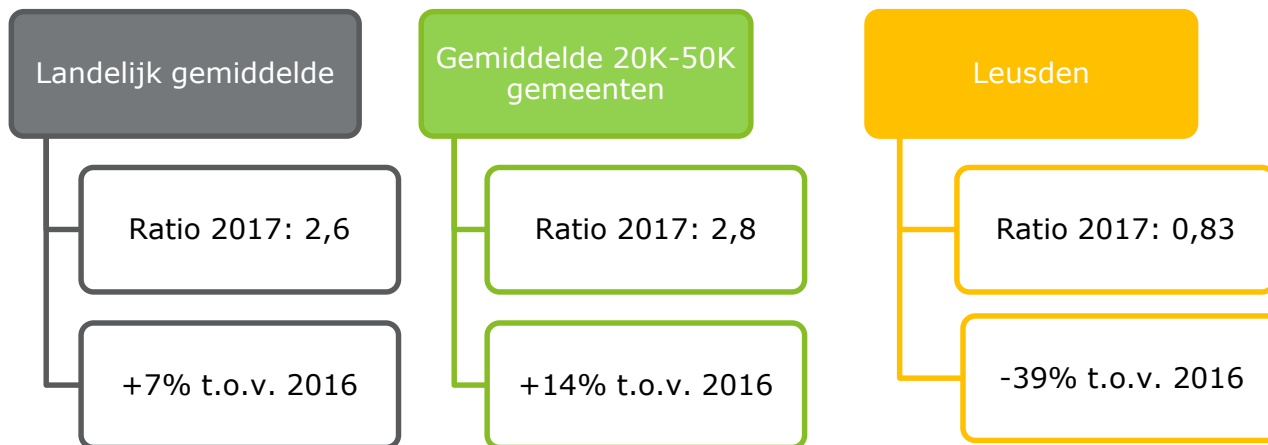 Landelijk gemiddelde
Ratio 2017: 2,6
+7% t.o.v. 2016
Gemiddelde 20K-50K
gemeenten
Ratio 2017: 2,8
+14% t.o.v. 2016
Leusden
Ratio 2017: 0,83
-39% t.o.v. 2016